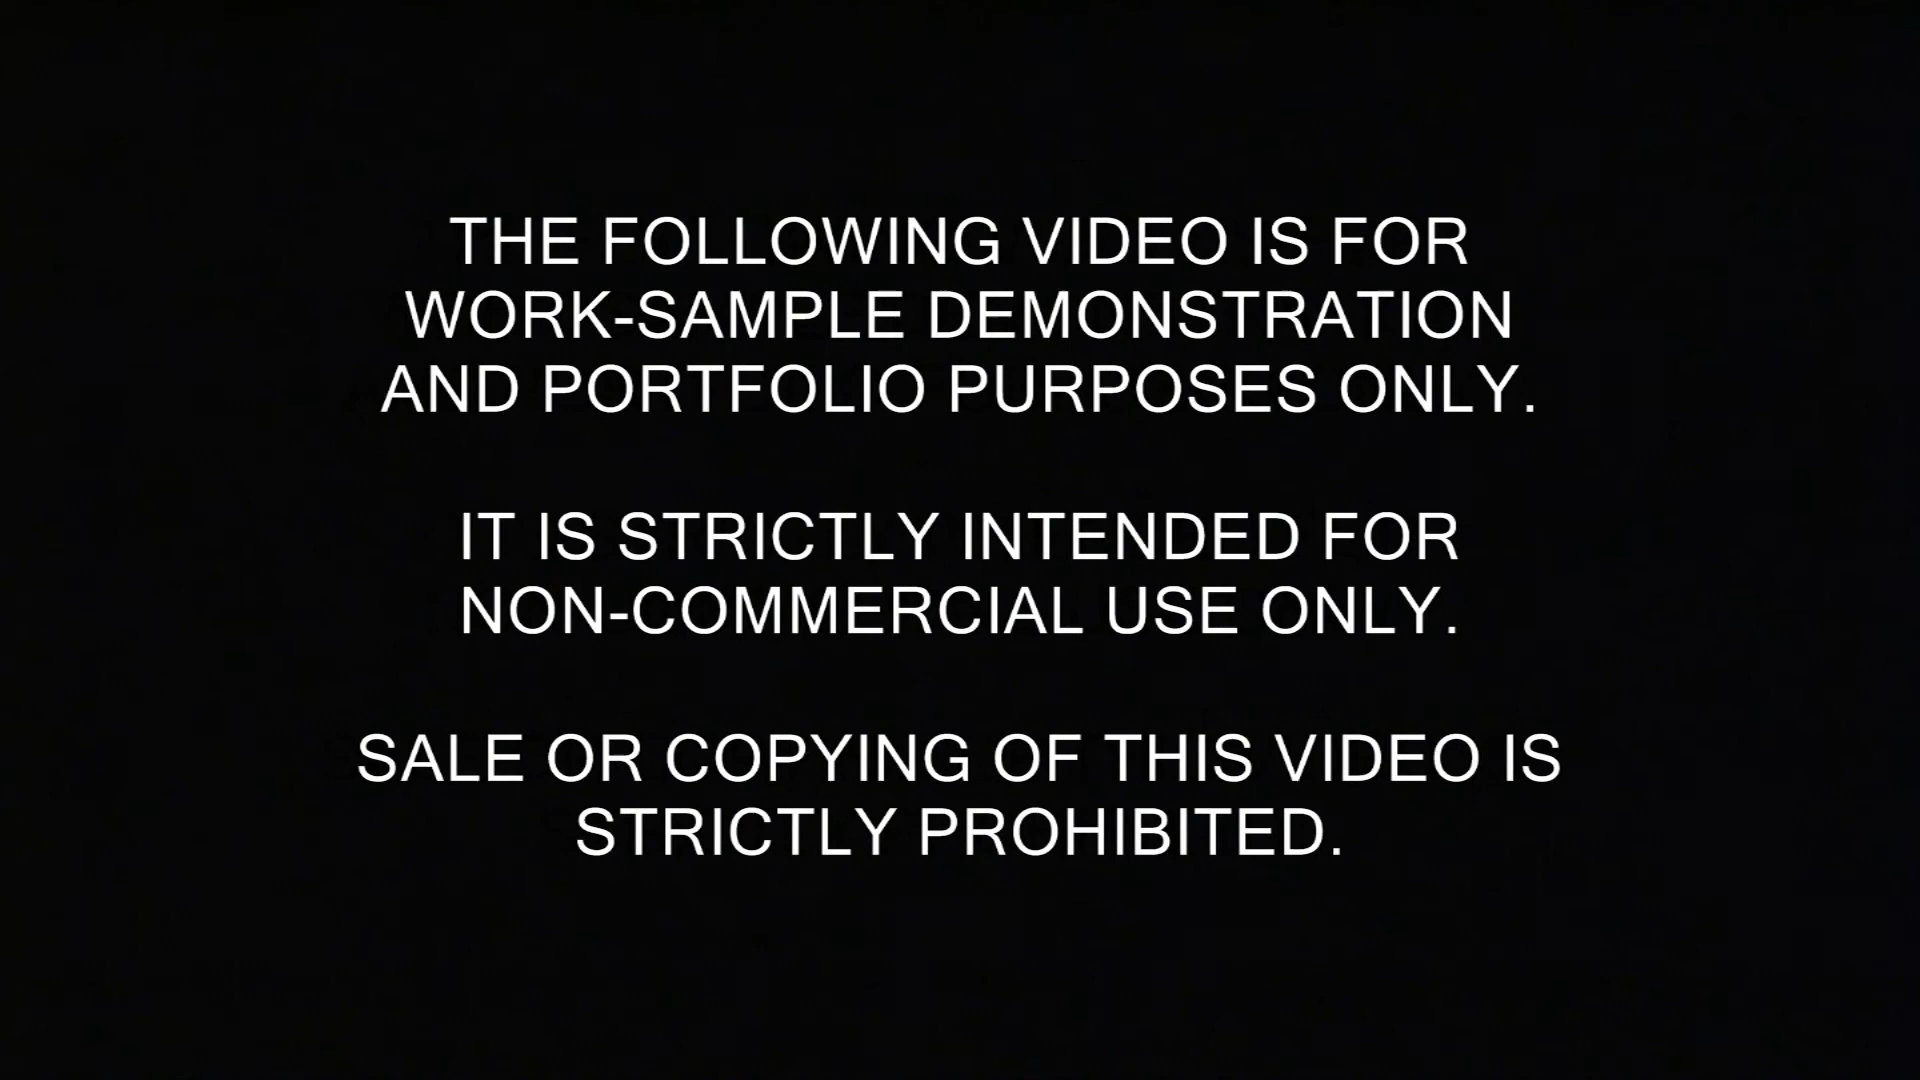 THE FOLLOWING VIDEO IS FOR
WORK-SAMPLE DEMONSTRATION
AND PORTFOLIO PURPOSES ONLY.
IT IS STRICTLY INTENDED FOR
NON-COMMERCIAL USE ONLY.
SALE OR COPYING OF THIS VIDEO IS
STRICTLY PROHIBITED.